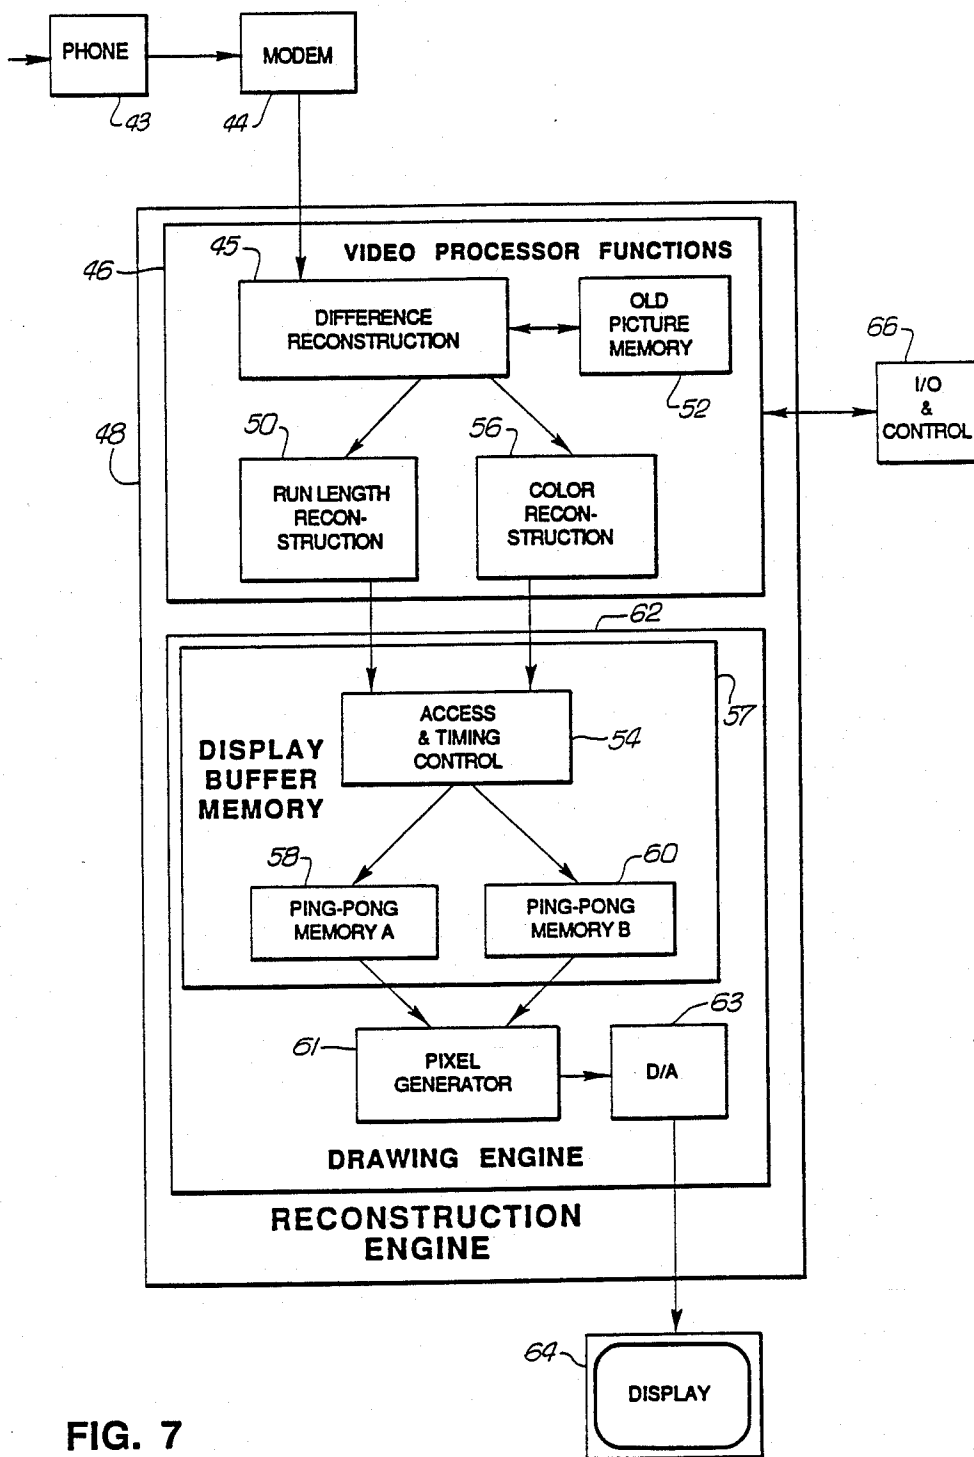 PHONE
MODEM
43
44
45
VIDEO PROCESSOR FUNCTIONS
46
DIFFERENCE
RECONSTRUCTION
OLD
PICTURE
MEMORY
52
66
I/O
&
CONTROL
48
50
56
RUN LENGTH
RECON-
STRUCTION
COLOR
RECON-
STRUCTION
62
57
ACCESS
& TIMING
CONTROL
54
DISPLAY
BUFFER
MEMORY
58
60
PING-PONG
MEMORY A
PING-PONG
MEMORY B
61
63
PIXEL
GENERATOR
D/A
DRAWING ENGINE
RECONSTRUCTION
ENGINE
64
DISPLAY
FIG. 7